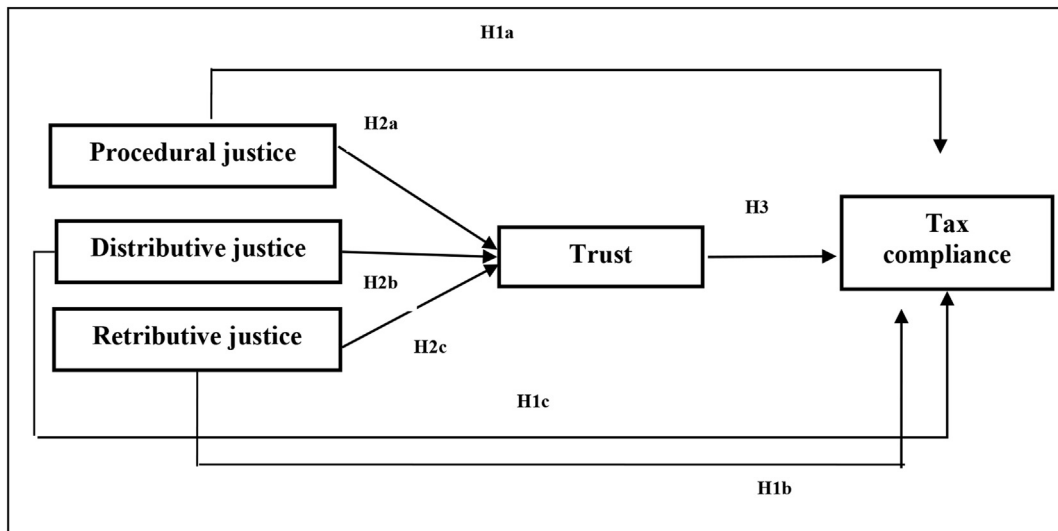 H1a
H2a
Procedural justice
Distributive justice
H2b
Retributive justice
H2c
Trust
H3
Tax
compliance
H1c
H1b